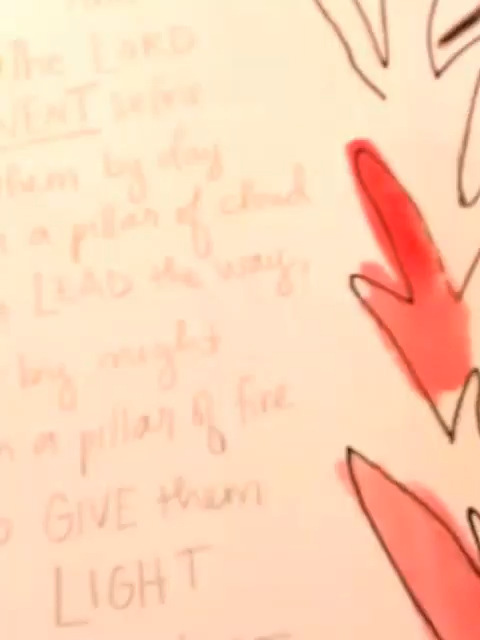 the LORD
WENT before
them by day
a pillar of cloud
LEAD the way,
by night
a pillar of fire
GIVE them
LIGHT